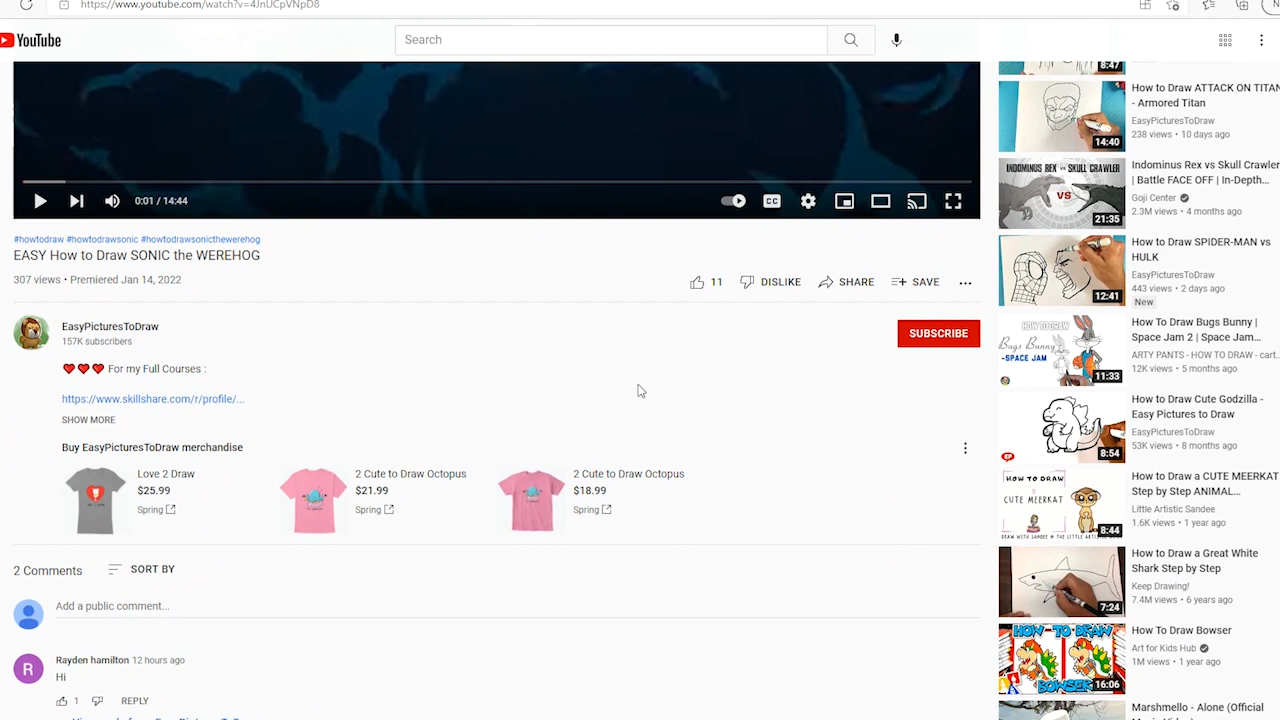 https://www.youtube.com/watch?v=4JnUCpVNpD8
YouTube
Search
0:01 / 14:44
CC
#howtodraw #howtodrawsonic #howtodrawsonicthewerehog
EASY How to Draw SONIC the WEREHOG
307 views • Premiered Jan 14, 2022
11
DISLIKE
SHARE
SAVE
EasyPicturesToDraw
157K subscribers
SUBSCRIBE
For my Full Courses :
https://www.skillshare.com/r/profile/...
SHOW MORE
Buy EasyPicturesToDraw merchandise
Love 2 Draw
$25.99
Spring
2 Cute to Draw Octopus
$21.99
Spring
2 Cute to Draw Octopus
$18.99
Spring
2 Comments
SORT BY
Add a public comment...
R
Rayden hamilton 12 hours ago
Hi
1
REPLY
8:47
14:40
How to Draw ATTACK ON TITAN
- Armored Titan
EasyPicturesToDraw
238 views • 10 days ago
INDOMINUS REX VS SKULL CRAWLER
VS
21:35
Indominus Rex vs Skull Crawler
| Battle FACE OFF | In-Depth...
Goji Center
2.3M views • 4 months ago
12:41
How to Draw SPIDER-MAN vs
HULK
EasyPicturesToDraw
443 views • 2 days ago
New
HOW TO DRAW
Bugs Bunny
-SPACE JAM
11:33
How To Draw Bugs Bunny |
Space Jam 2 | Space Jam...
ARTY PANTS - HOW TO DRAW - cart...
12K views • 5 months ago
8:54
How to Draw Cute Godzilla -
Easy Pictures to Draw
EasyPicturesToDraw
53K views • 8 months ago
HOW TO DRAW
CUTE MEERKAT
8:44
How to Draw a CUTE MEERKAT
Step by Step ANIMAL...
Little Artistic Sandee
1.6K views • 1 year ago
7:24
How to Draw a Great White
Shark Step by Step
Keep Drawing!
7.4M views • 6 years ago
HOW-TO-DRAW
BOWSER
16:06
How To Draw Bowser
Art for Kids Hub
1M views • 1 year ago
Marshmello - Alone (Official